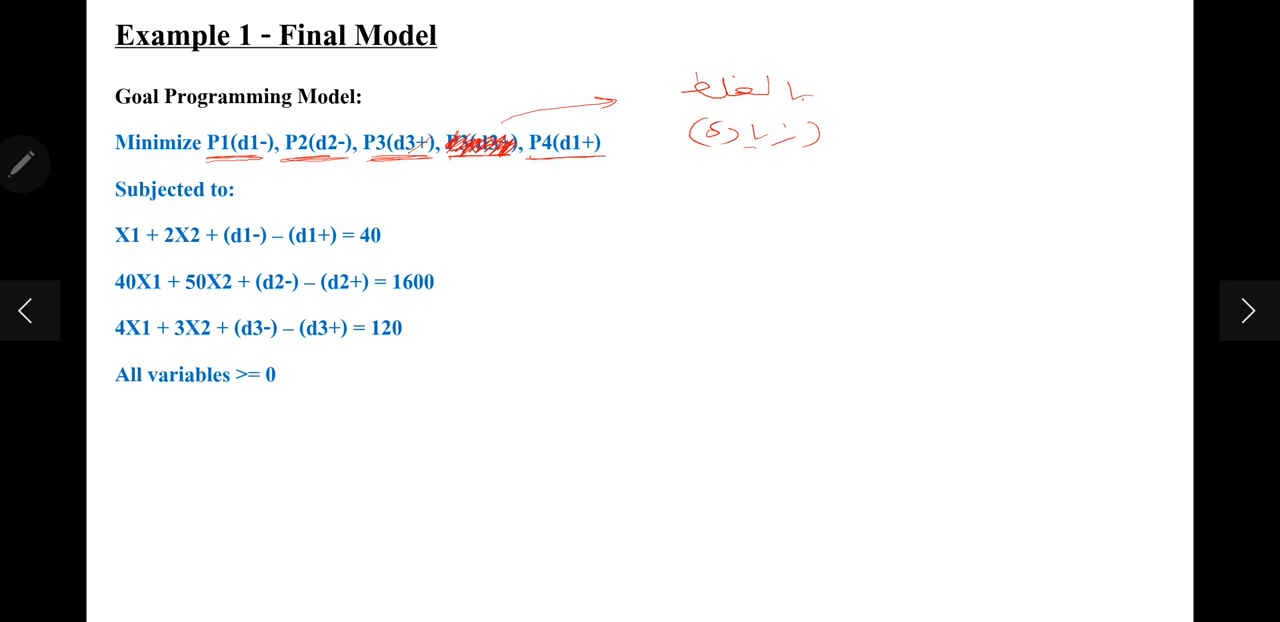 Example 1 - Final Model
Goal Programming Model:
Minimize P1(d1-), P2(d2-), P3(d3+), , P4(d1+)
بالغلط
(زيادة)
Subjected to:
X1 + 2X2 + (d1-) – (d1+) = 40
40X1 + 50X2 + (d2-) – (d2+) = 1600
4X1 + 3X2 + (d3-) – (d3+) = 120
All variables >= 0